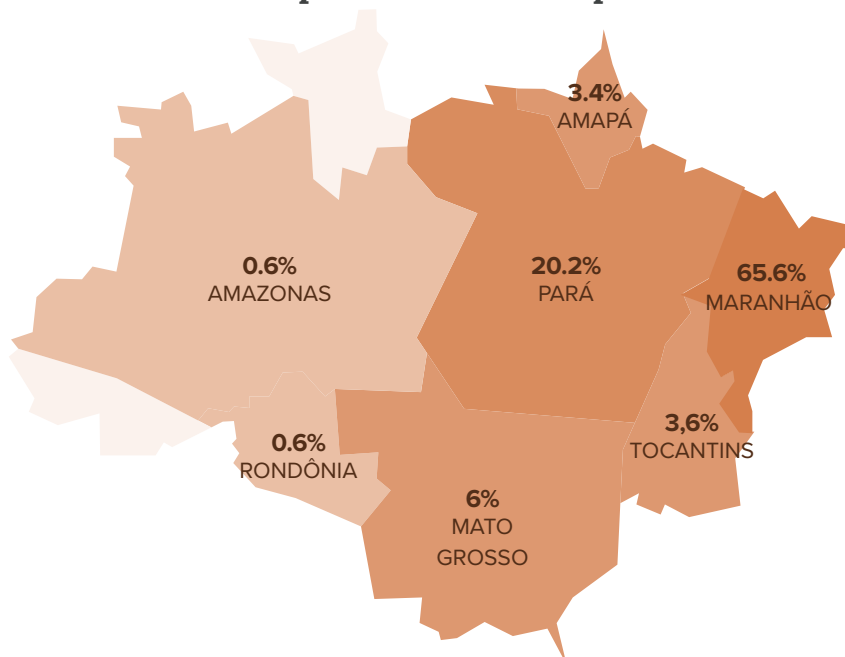 3.4%
AMAPÁ
0.6%
AMAZONAS
20.2%
PARÁ
65.6%
MARANHÃO
0.6%
RONDÔNIA
3,6%
TOCANTINS
6%
MATO
GROSSO